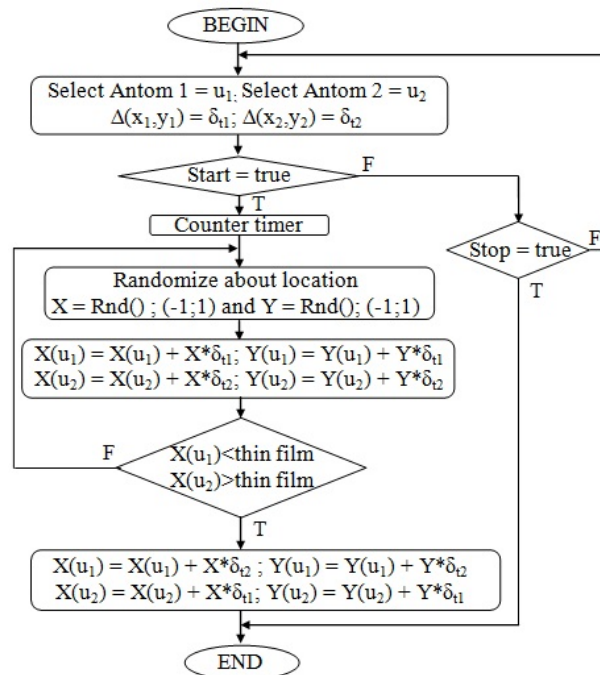 BEGIN
Select Antom 1 = u₁; Select Antom 2 = u₂
Δ(x₁,y₁) = δₜ₁; Δ(x₂,y₂) = δₜ₂
Start = true
F
T
Counter timer
Stop = true
F
T
Randomize about location
X = Rnd() ; (-1;1) and Y = Rnd(); (-1;1)
X(u₁) = X(u₁) + X*δₜ₁; Y(u₁) = Y(u₁) + Y*δₜ₁
X(u₂) = X(u₂) + X*δₜ₂; Y(u₂) = Y(u₂) + Y*δₜ₂
F
X(u₁)<thin film
X(u₂)>thin film
T
X(u₁) = X(u₁) + X*δₜ₂ ; Y(u₁) = Y(u₁) + Y*δₜ₂
X(u₂) = X(u₂) + X*δₜ₁; Y(u₂) = Y(u₂) + Y*δₜ₁
END